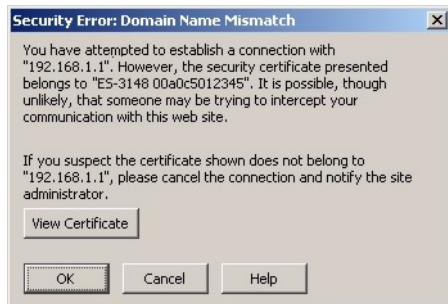 Security Error: Domain Name Mismatch
You have attempted to establish a connection with
"192.168.1.1". However, the security certificate presented
belongs to "ES-3148 00a0c5012345". It is possible, though
unlikely, that someone may be trying to intercept your
communication with this web site.
If you suspect the certificate shown does not belong to
"192.168.1.1", please cancel the connection and notify the site
administrator.
View Certificate
OK Cancel Help